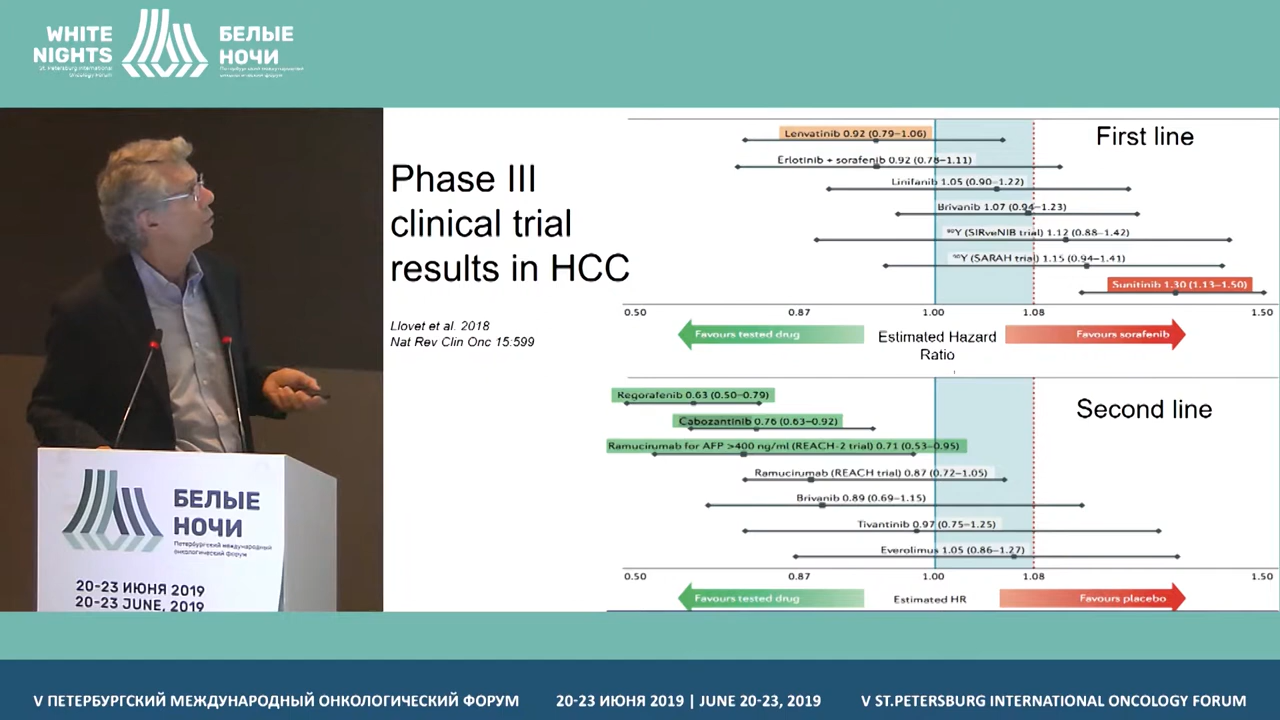 WHITE
NIGHTS
St. Petersburg International
Oncology Forum
БЕЛЫЕ
НОЧИ
Петербургский международный
онкологический форум
Phase III
clinical trial
results in HCC
Llovet et al. 2018
Nat Rev Clin Onc 15:599
First line
Lenvatinib 0.92 (0.79–1.06)
Erlotinib + sorafenib 0.92 (0.78–1.11)
Linifanib 1.05 (0.90–1.22)
Brivanib 1.07 (0.94–1.23)
⁹⁰Y (SIRveNIB trial) 1.12 (0.88–1.42)
⁹⁰Y (SARAH trial) 1.15 (0.94–1.41)
Sunitinib 1.30 (1.13–1.50)
0.50 0.87 1.00 1.08 1.50
Favours tested drug
Estimated Hazard
Ratio
Favours sorafenib
Second line
Regorafenib 0.63 (0.50–0.79)
Cabozantinib 0.76 (0.63–0.92)
Ramucirumab for AFP >400 ng/ml (REACH-2 trial) 0.71 (0.53–0.95)
Ramucirumab (REACH trial) 0.87 (0.72–1.05)
Brivanib 0.89 (0.69–1.15)
Tivantinib 0.97 (0.75–1.25)
Everolimus 1.05 (0.86–1.27)
0.50 0.87 1.00 1.08 1.50
Favours tested drug
Estimated HR
Favours placebo
БЕЛЫЕ
НОЧИ
Петербургский международный
онкологический форум
20-23 ИЮНЯ 2019
20-23 JUNE, 2019
V ПЕТЕРБУРГСКИЙ МЕЖДУНАРОДНЫЙ ОНКОЛОГИЧЕСКИЙ ФОРУМ
20-23 ИЮНЯ 2019 | JUNE 20-23, 2019
V ST.PETERSBURG INTERNATIONAL ONCOLOGY FORUM